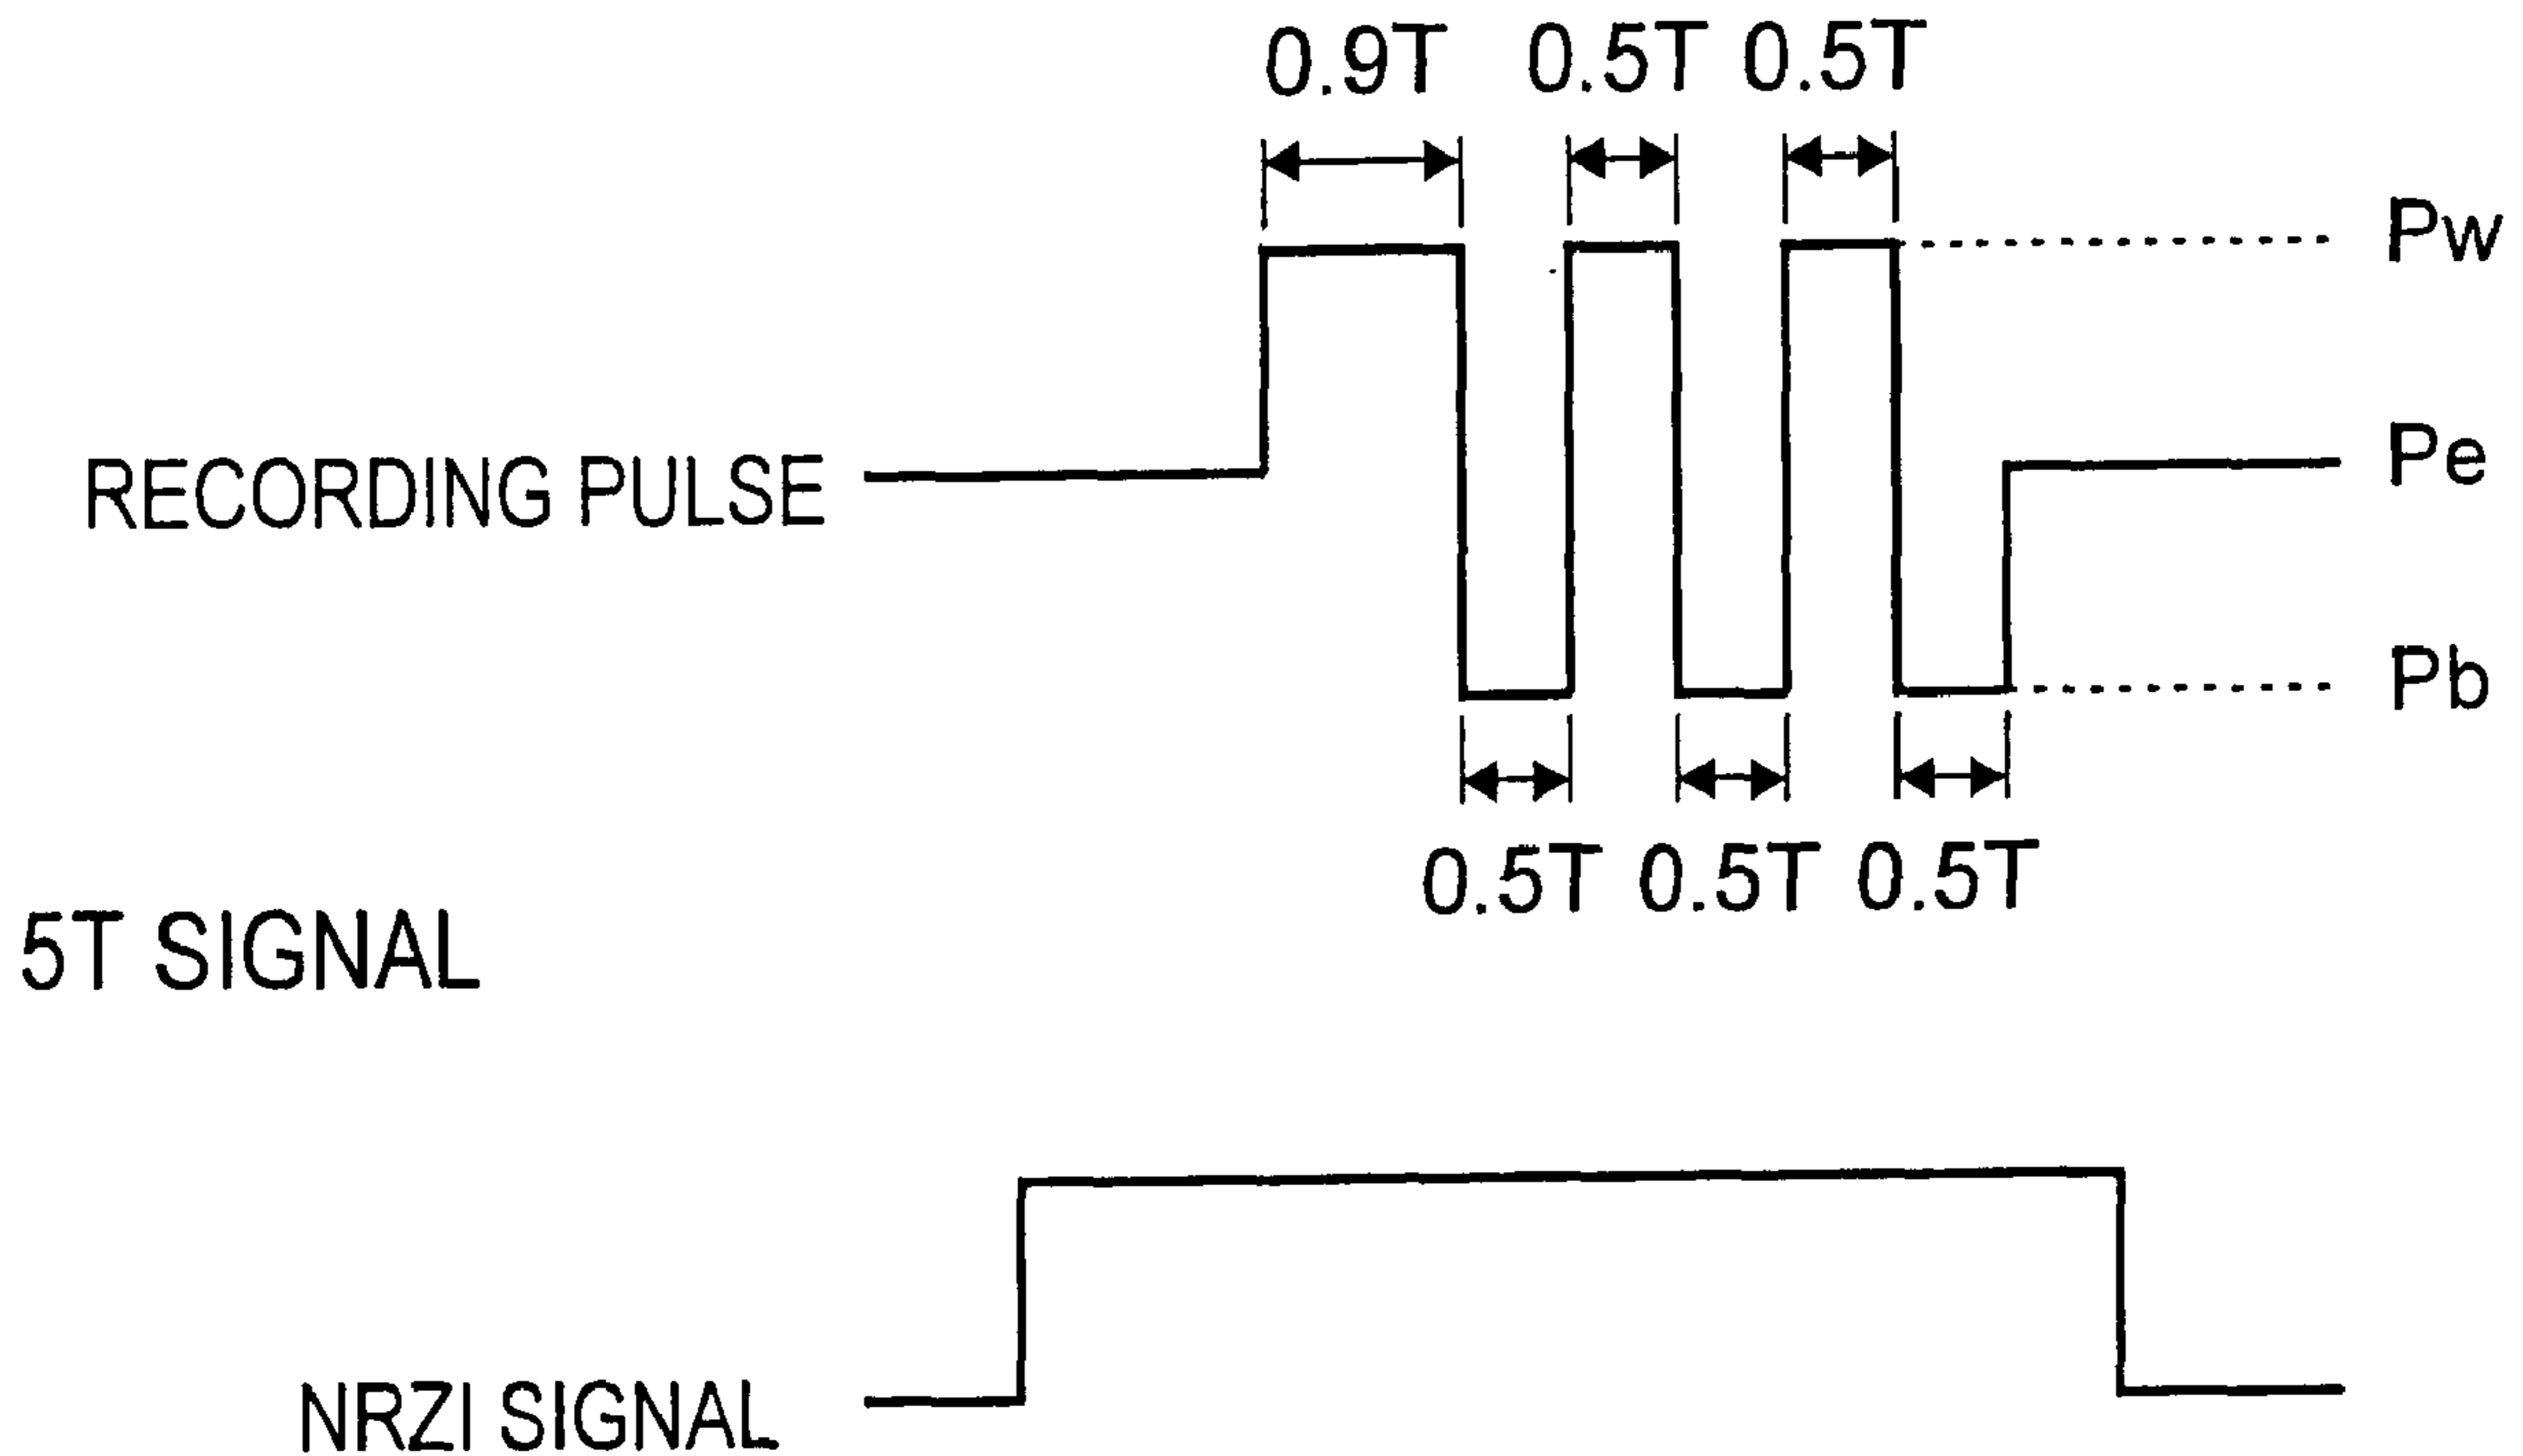 0.9T 0.5T 0.5T
Pw
RECORDING PULSE
Pe
Pb
0.5T 0.5T 0.5T
5T SIGNAL
NRZI SIGNAL